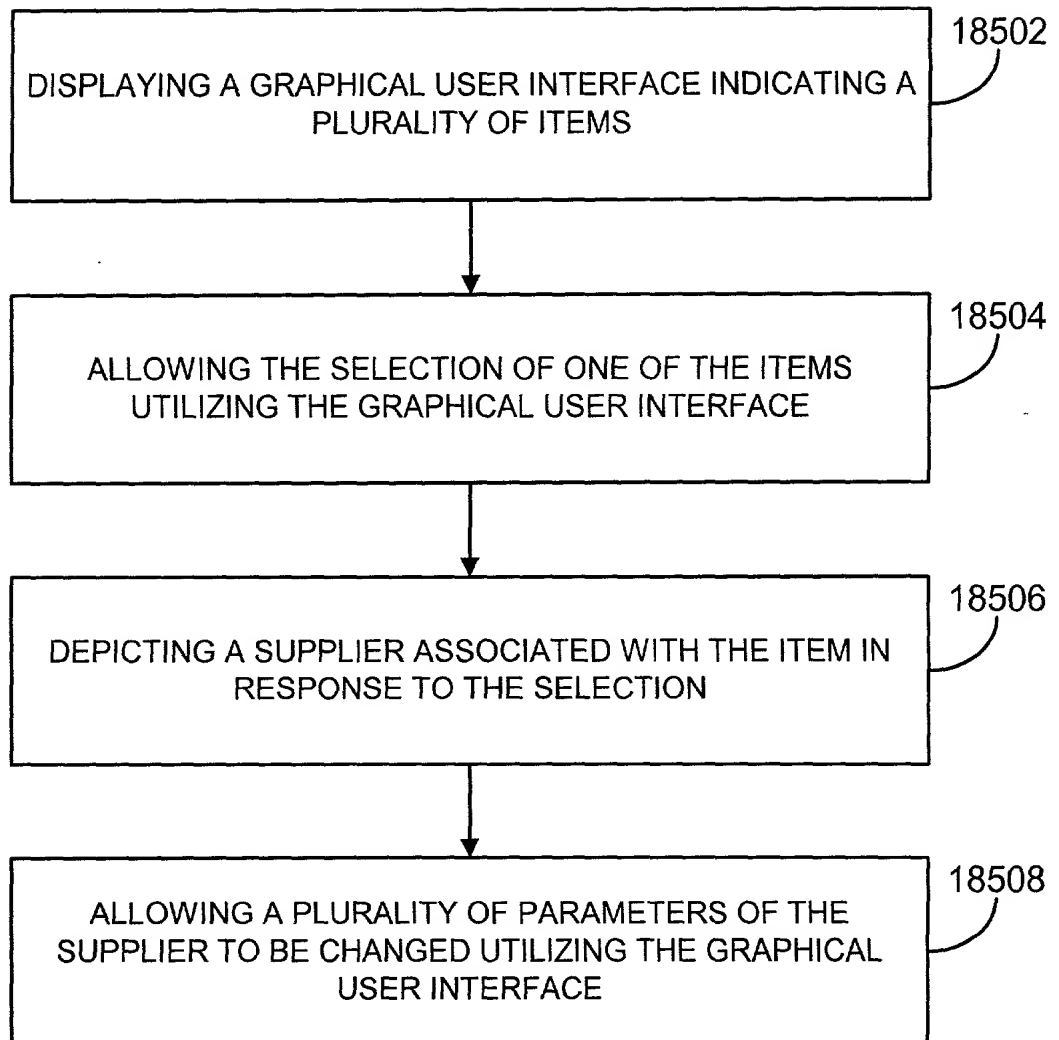 18502
DISPLAYING A GRAPHICAL USER INTERFACE INDICATING A
PLURALITY OF ITEMS
18504
ALLOWING THE SELECTION OF ONE OF THE ITEMS
UTILIZING THE GRAPHICAL USER INTERFACE
18506
DEPICTING A SUPPLIER ASSOCIATED WITH THE ITEM IN
RESPONSE TO THE SELECTION
18508
ALLOWING A PLURALITY OF PARAMETERS OF THE
SUPPLIER TO BE CHANGED UTILIZING THE GRAPHICAL
USER INTERFACE